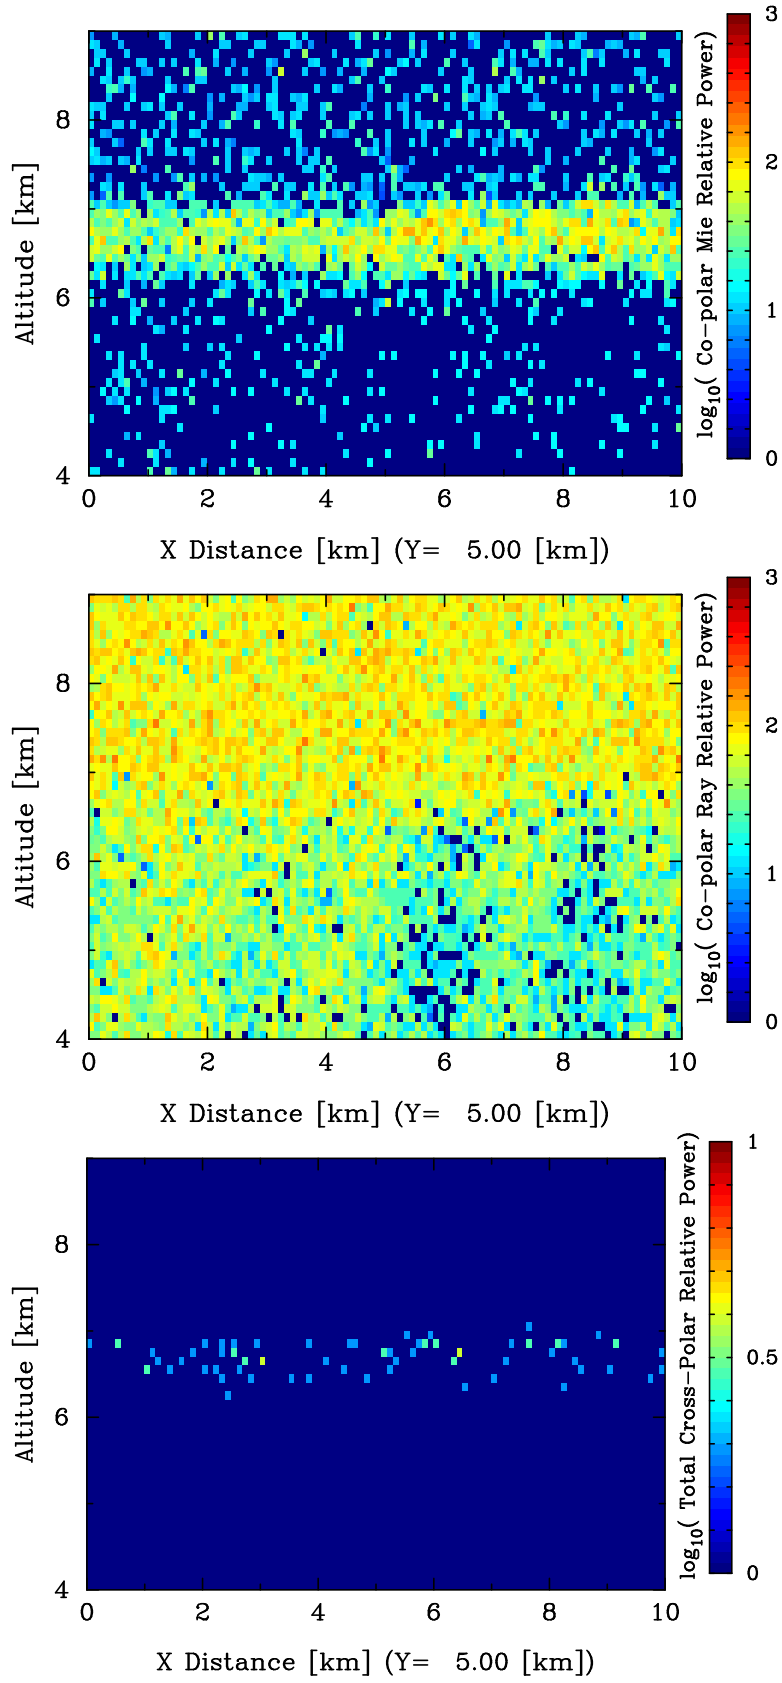 3
2
1
0
log10( Co-polar Mie Relative Power)
8
6
4
Altitude [km]
0 2 4 6 8 10
X Distance [km] (Y= 5.00 [km])
3
2
1
0
log10( Co-polar Ray Relative Power)
8
6
4
Altitude [km]
0 2 4 6 8 10
X Distance [km] (Y= 5.00 [km])
1
0.5
0
log10( Total Cross-Polar Relative Power)
8
6
4
Altitude [km]
0 2 4 6 8 10
X Distance [km] (Y= 5.00 [km])